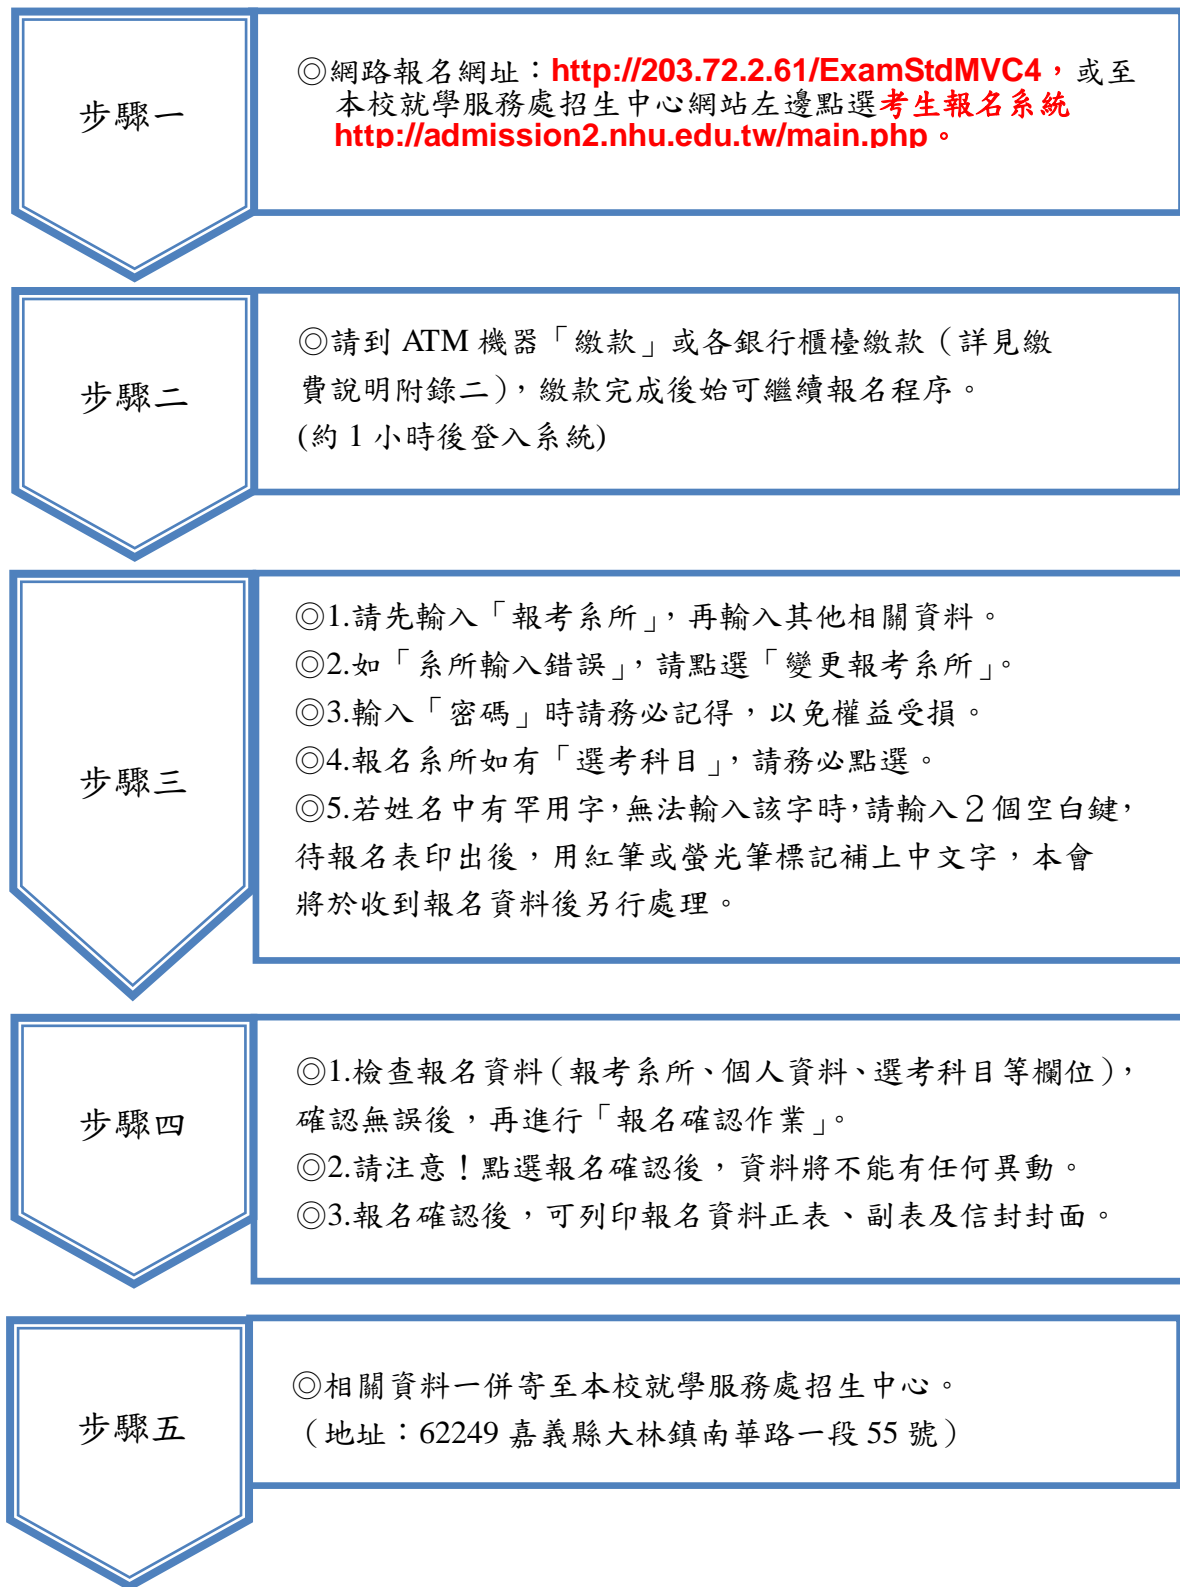 步驟一
◎網路報名網址：http://203.72.2.61/ExamStdMVC4，或至
本校就學服務處招生中心網站左邊點選考生報名系統
http://admission2.nhu.edu.tw/main.php。
步驟二
◎請到 ATM 機器「繳款」或各銀行櫃檯繳款（詳見繳
費說明附錄二），繳款完成後始可繼續報名程序。
(約 1 小時後登入系統)
步驟三
◎1.請先輸入「報考系所」，再輸入其他相關資料。
◎2.如「系所輸入錯誤」，請點選「變更報考系所」。
◎3.輸入「密碼」時請務必記得，以免權益受損。
◎4.報名系所如有「選考科目」，請務必點選。
◎5.若姓名中有罕用字，無法輸入該字時，請輸入２個空白鍵，
待報名表印出後，用紅筆或螢光筆標記補上中文字，本會
將於收到報名資料後另行處理。
步驟四
◎1.檢查報名資料（報考系所、個人資料、選考科目等欄位），
確認無誤後，再進行「報名確認作業」。
◎2.請注意！點選報名確認後，資料將不能有任何異動。
◎3.報名確認後，可列印報名資料正表、副表及信封封面。
步驟五
◎相關資料一併寄至本校就學服務處招生中心。
（地址：62249 嘉義縣大林鎮南華路一段 55 號）